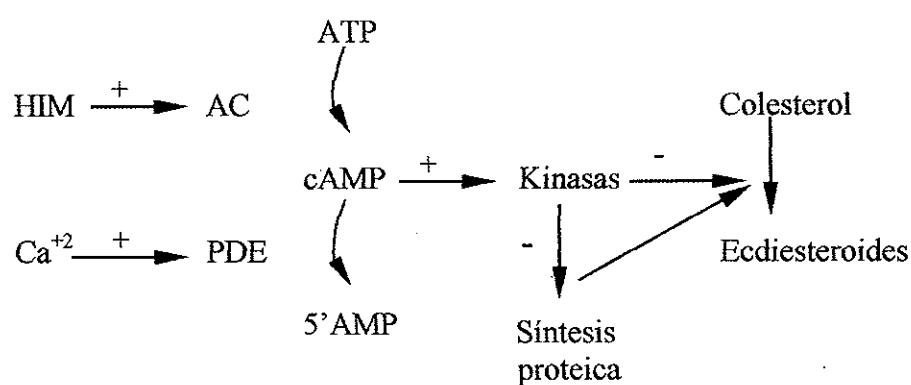 ATP
HIM + AC
Colesterol
cAMP + Kinasas -
Ca+2 + PDE
-
Ecdiesteroides
5’AMP
Síntesis
proteica